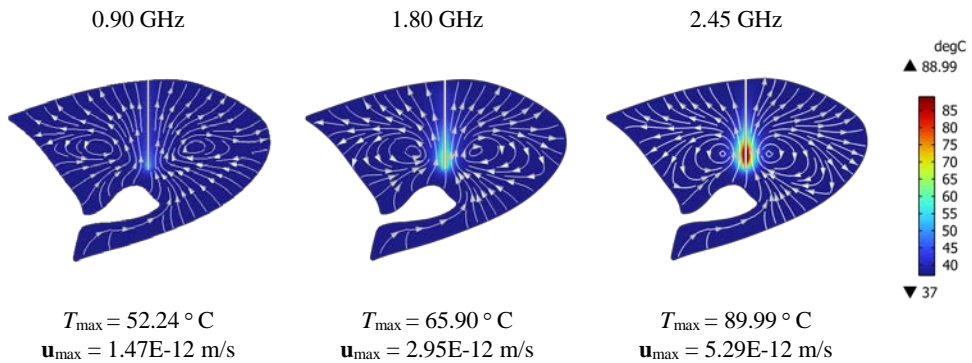 0.90 GHz
1.80 GHz
2.45 GHz
degC
▲ 88.99
85
80
75
70
65
60
55
50
45
40
▼ 37
Tmax = 52.24 ° C
umax = 1.47E-12 m/s
Tmax = 65.90 ° C
umax = 2.95E-12 m/s
Tmax = 89.99 ° C
umax = 5.29E-12 m/s